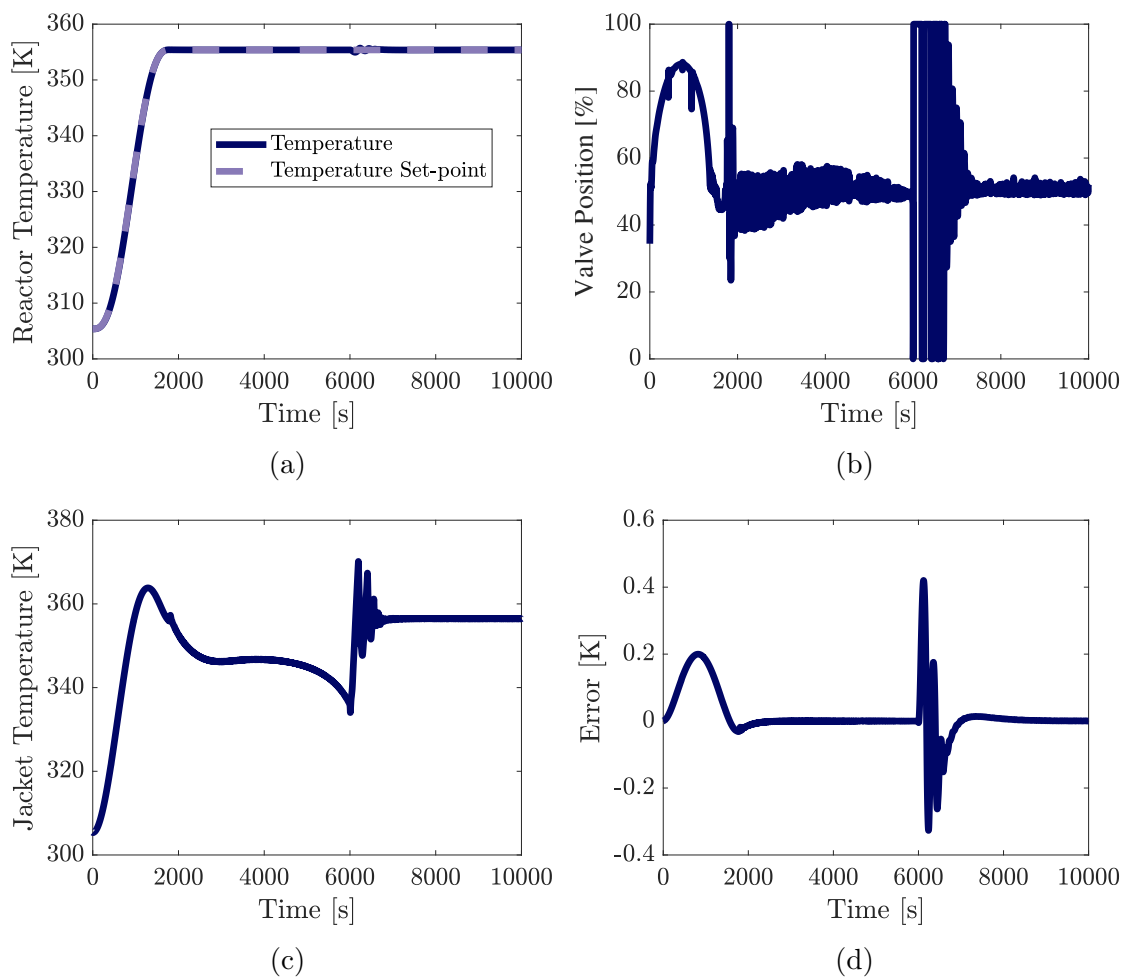 360
350
340
330
320
310
300
Reactor Temperature [K]
Temperature
Temperature Set-point
0 2000 4000 6000 8000 10000
Time [s]
(a)
100
80
60
40
20
0
Valve Position [%]
0 2000 4000 6000 8000 10000
Time [s]
(b)
380
360
340
320
300
Jacket Temperature [K]
0 2000 4000 6000 8000 10000
Time [s]
(c)
0.6
0.4
0.2
0
-0.2
-0.4
Error [K]
0 2000 4000 6000 8000 10000
Time [s]
(d)